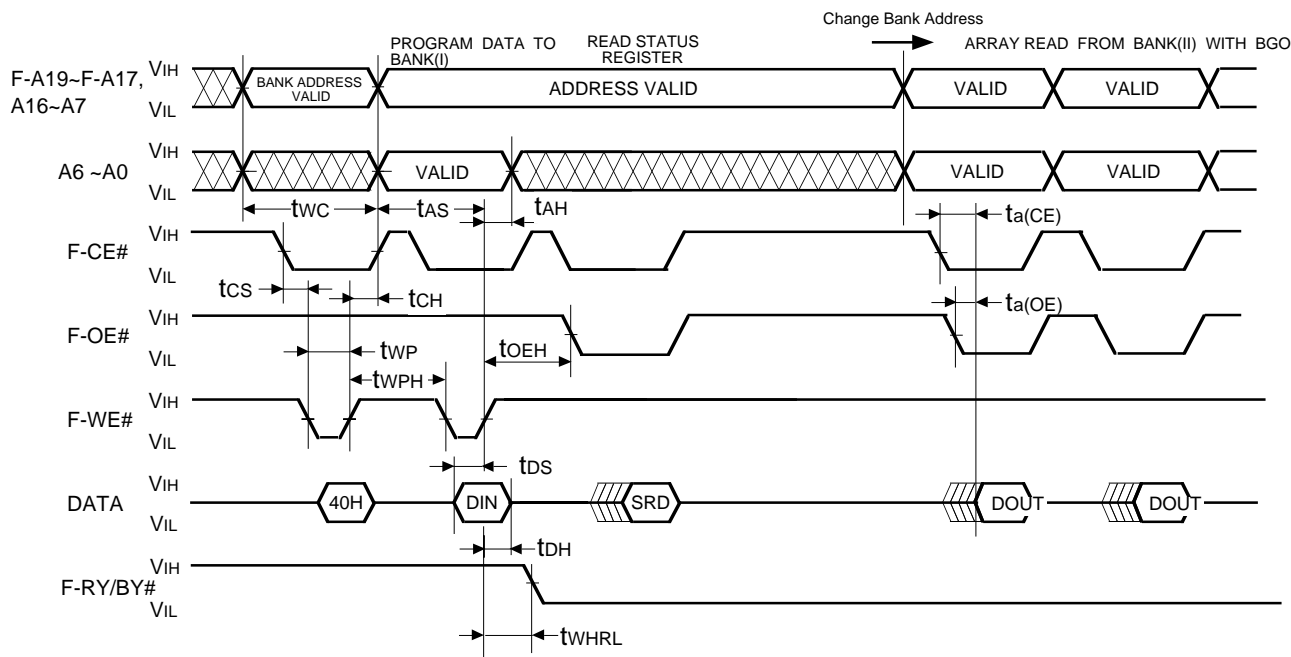 Change Bank Address
PROGRAM DATA TO
BANK(I)
READ STATUS
REGISTER
ARRAY READ FROM BANK(II) WITH BGO
F-A19~F-A17,
A16~A7
VIH
VIL
BANK ADDRESS
VALID
ADDRESS VALID
VALID
VALID
A6 ~A0
VIH
VIL
VALID
VALID
VALID
tWC
tAS
tAH
ta(CE)
F-CE#
VIH
VIL
tCS
tCH
ta(OE)
F-OE#
VIH
VIL
tWP
tOEH
tWPH
F-WE#
VIH
VIL
tDS
DATA
VIH
VIL
40H
DIN
SRD
DOUT
DOUT
tDH
F-RY/BY#
VIH
VIL
tWHRL